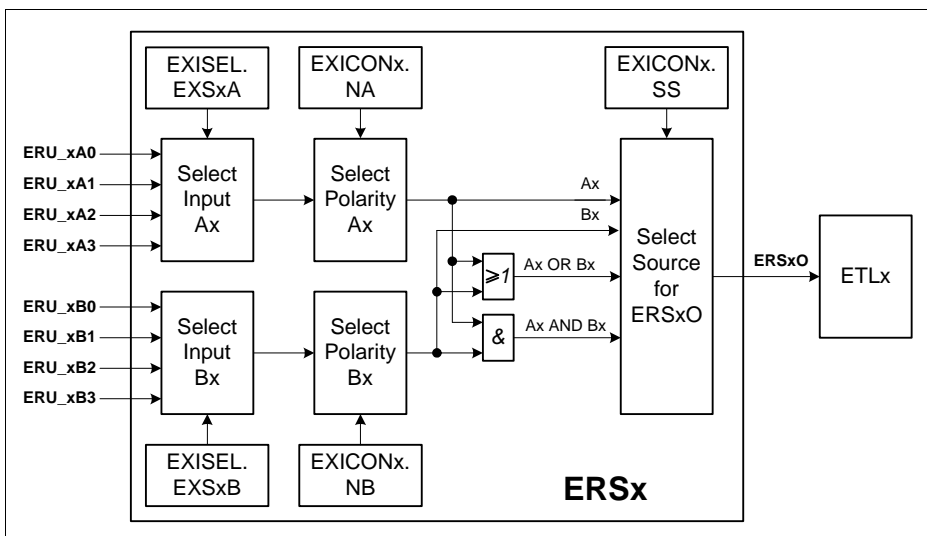 EXISEL.
EXSxA
EXICONx.
NA
EXICONx.
SS
ERU_xA0
ERU_xA1
ERU_xA2
ERU_xA3
Select
Input
Ax
Select
Polarity
Ax
Ax
Bx
≥1
Ax OR Bx
&
Ax AND Bx
Select
Source
for
ERSxO
ERSxO
ETLx
ERU_xB0
ERU_xB1
ERU_xB2
ERU_xB3
Select
Input
Bx
Select
Polarity
Bx
EXISEL.
EXSxB
EXICONx.
NB
ERSx